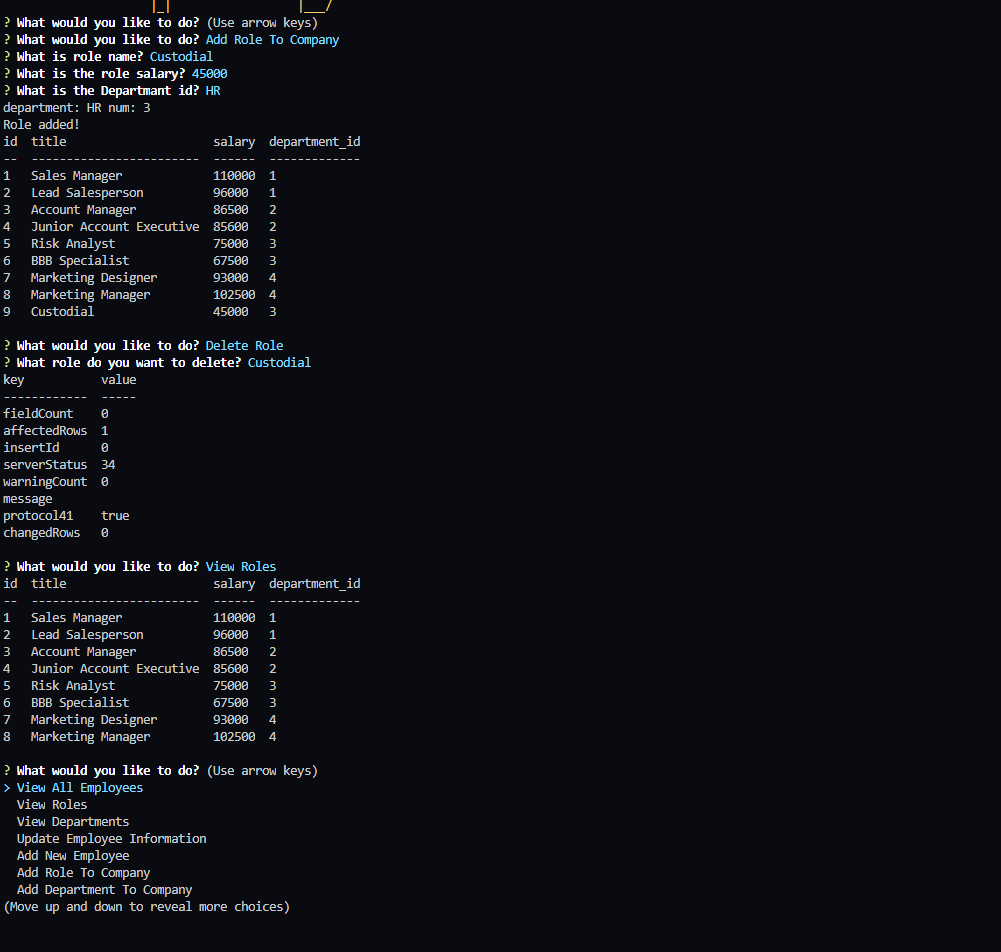 ? What would you like to do? (Use arrow keys)
? What would you like to do? Add Role To Company
? What is role name? Custodial
? What is the role salary? 45000
? What is the Departmant id? HR
department: HR num: 3
Role added!
id  title                     salary  department_id
--  ------------------------  ------  -------------
1   Sales Manager             110000  1
2   Lead Salesperson          96000   1
3   Account Manager           86500   2
4   Junior Account Executive  85600   2
5   Risk Analyst              75000   3
6   BBB Specialist            67500   3
7   Marketing Designer        93000   4
8   Marketing Manager         102500  4
9   Custodial                 45000   3

? What would you like to do? Delete Role
? What role do you want to delete? Custodial
key           value
------------  -----
fieldCount    0
affectedRows  1
insertId      0
serverStatus  34
warningCount  0
message
protocol41    true
changedRows   0

? What would you like to do? View Roles
id  title                     salary  department_id
--  ------------------------  ------  -------------
1   Sales Manager             110000  1
2   Lead Salesperson          96000   1
3   Account Manager           86500   2
4   Junior Account Executive  85600   2
5   Risk Analyst              75000   3
6   BBB Specialist            67500   3
7   Marketing Designer        93000   4
8   Marketing Manager         102500  4

? What would you like to do? (Use arrow keys)
> View All Employees
  View Roles
  View Departments
  Update Employee Information
  Add New Employee
  Add Role To Company
  Add Department To Company
(Move up and down to reveal more choices)